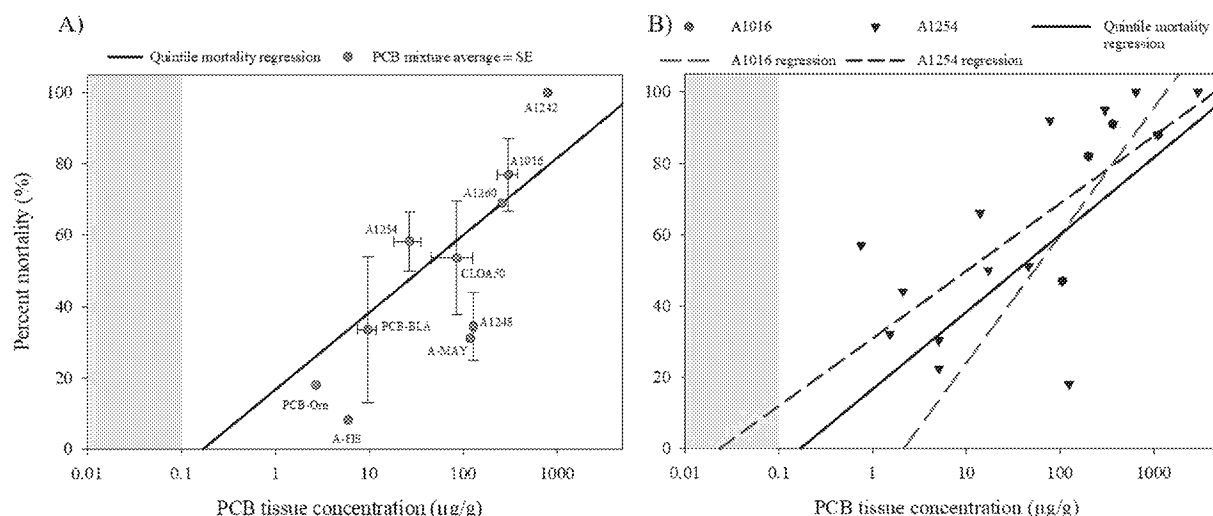 A)
Quintile mortality regression
PCB mixture average ± SE
Percent mortality (%)
100
80
60
40
20
0
A1242
A1016
A1260
A1254
CLOA50
PCB-BLA
A1248
A-MAY
PCB-Orn
0.01 0.1 1 10 100 1000
PCB tissue concentration (µg/g)
B)
A1016
A1254
Quintile mortality
regression
A1016 regression
A1254 regression
100
80
60
40
20
0
0.01 0.1 1 10 100 1000
PCB tissue concentration (µg/g)